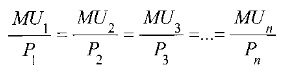 MU₁/P₁ = MU₂/P₂ = MU₃/P₃ =...= MUₙ/Pₙ